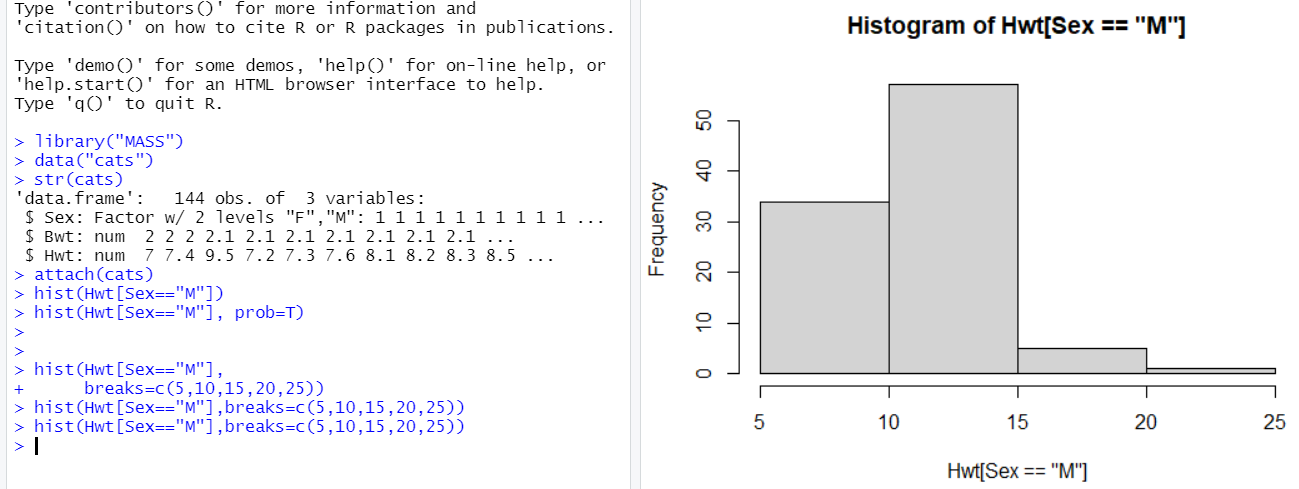 Type 'contributors()' for more information and
'citation()' on how to cite R or R packages in publications.
Type 'demo()' for some demos, 'help()' for on-line help, or
'help.start()' for an HTML browser interface to help.
Type 'q()' to quit R.
> library("MASS")
> data("cats")
> str(cats)
'data.frame':   144 obs. of  3 variables:
 $ Sex: Factor w/ 2 levels "F","M": 1 1 1 1 1 1 1 1 1 1 ...
 $ Bwt: num  2 2 2 2.1 2.1 2.1 2.1 2.1 2.1 2.1 ...
 $ Hwt: num  7 7.4 9.5 7.2 7.3 7.6 8.1 8.2 8.3 8.5 ...
> attach(cats)
> hist(Hwt[Sex=="M"])
> hist(Hwt[Sex=="M"], prob=T)
>
>
> hist(Hwt[Sex=="M"],
+      breaks=c(5,10,15,20,25))
> hist(Hwt[Sex=="M"],breaks=c(5,10,15,20,25))
> hist(Hwt[Sex=="M"],breaks=c(5,10,15,20,25))
>
Histogram of Hwt[Sex == "M"]
Frequency
50
40
30
20
10
0
5 10 15 20 25
Hwt[Sex == "M"]